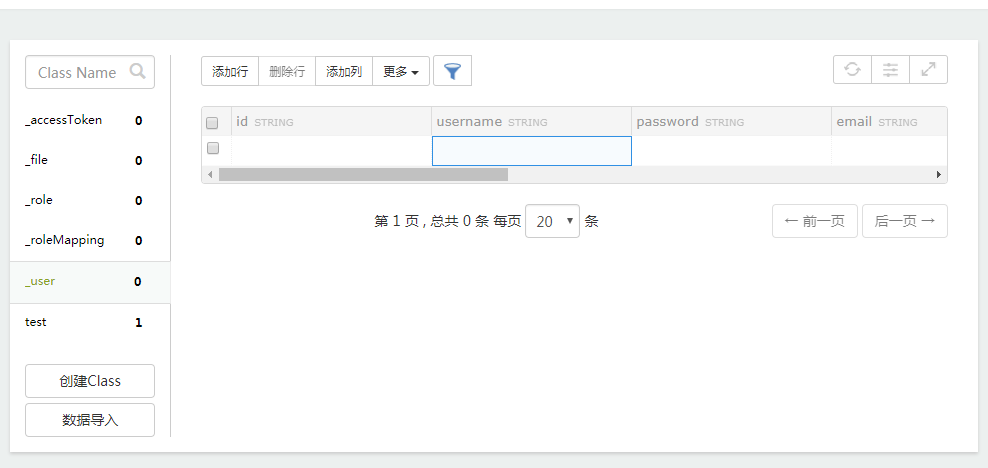 Class Name
_accessToken 0
_file 0
_role 0
_roleMapping 0
_user 0
test 1
创建Class
数据导入
添加行 删除行 添加列 更多
id STRING username STRING password STRING email STRING
第 1 页 , 总共 0 条 每页 20 条
← 前一页 后一页 →